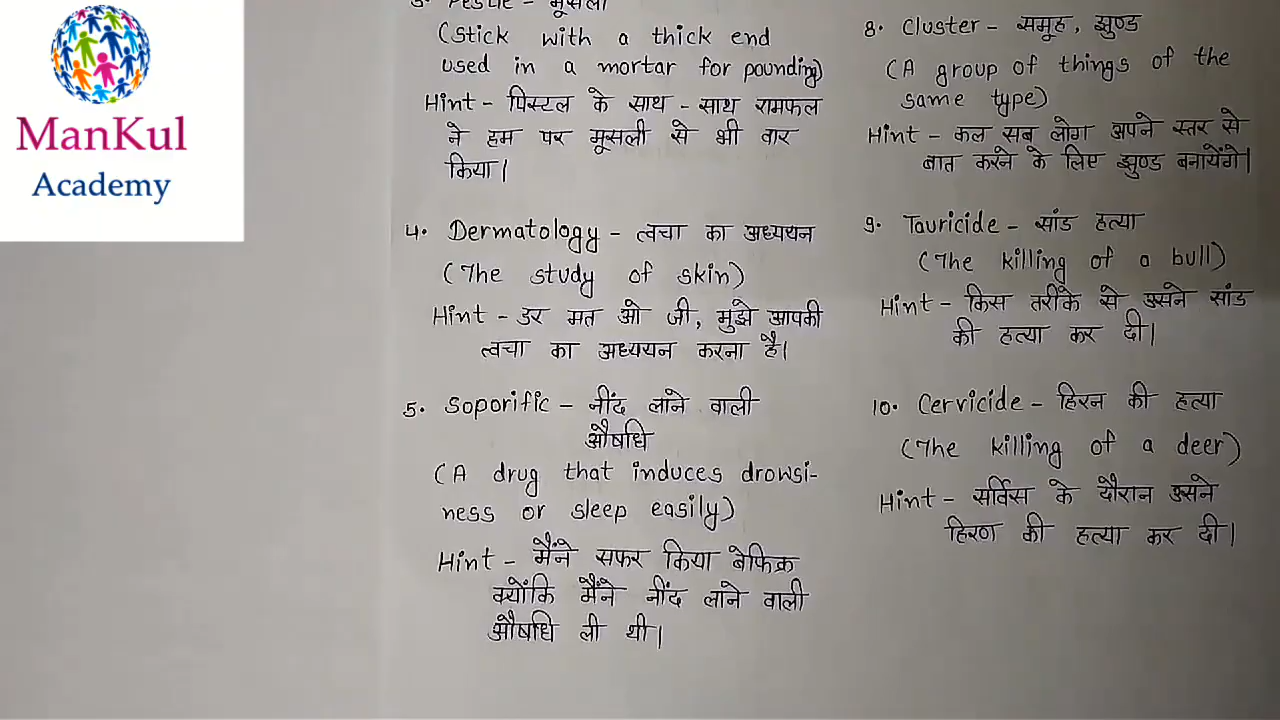 ManKul
Academy
3. Pestle - मूसली
(Stick with a thick end
used in a mortar for pounding)
Hint - पिस्टल के साथ - साथ रामफल
ने हम पर मूसली से भी वार
किया।
4. Dermatology - त्वचा का अध्ययन
(The study of skin)
Hint - डर मत ओ जी, मुझे आपकी
त्वचा का अध्ययन करना है।
5. Soporific - नींद लाने वाली
औषधि
(A drug that induces drowsi-
ness or sleep easily)
Hint - मैंने सफर किया बेफिक्र
क्योंकि मैंने नींद लाने वाली
औषधि ली थी।
8. Cluster - समूह, झुण्ड
(A group of things of the
same type)
Hint - कल सब लोग अपने स्तर से
बात करने के लिए झुण्ड बनायेंगे।
9. Tauricide - सांड हत्या
(The killing of a bull)
Hint - किस तरीके से उसने सांड
की हत्या कर दी।
10. Cervicide - हिरन की हत्या
(The killing of a deer)
Hint - सर्विस के दौरान उसने
हिरण की हत्या कर दी।